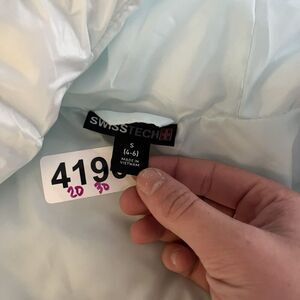 SWISSTECH
S
(4-6)
MADE IN
VIETNAM
419
20 30